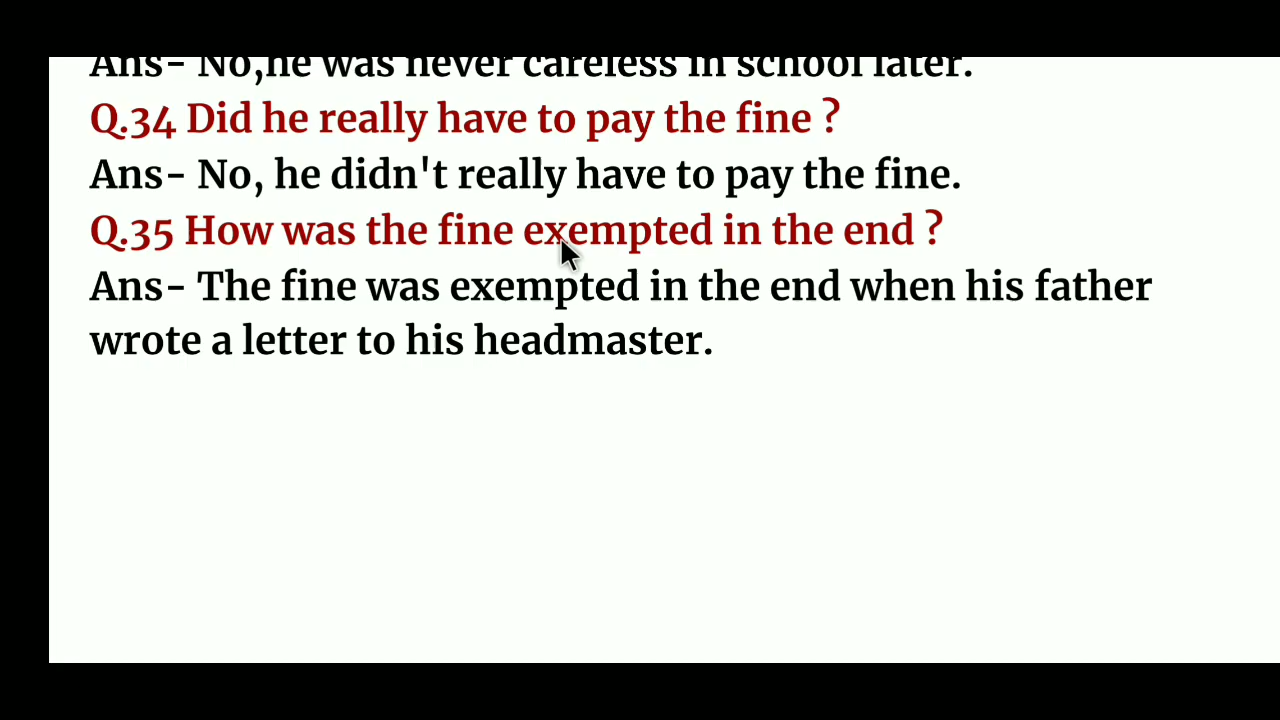 Ans- No,he was never careless in school later.
Q.34 Did he really have to pay the fine ?
Ans- No, he didn't really have to pay the fine.
Q.35 How was the fine exempted in the end ?
Ans- The fine was exempted in the end when his father
wrote a letter to his headmaster.